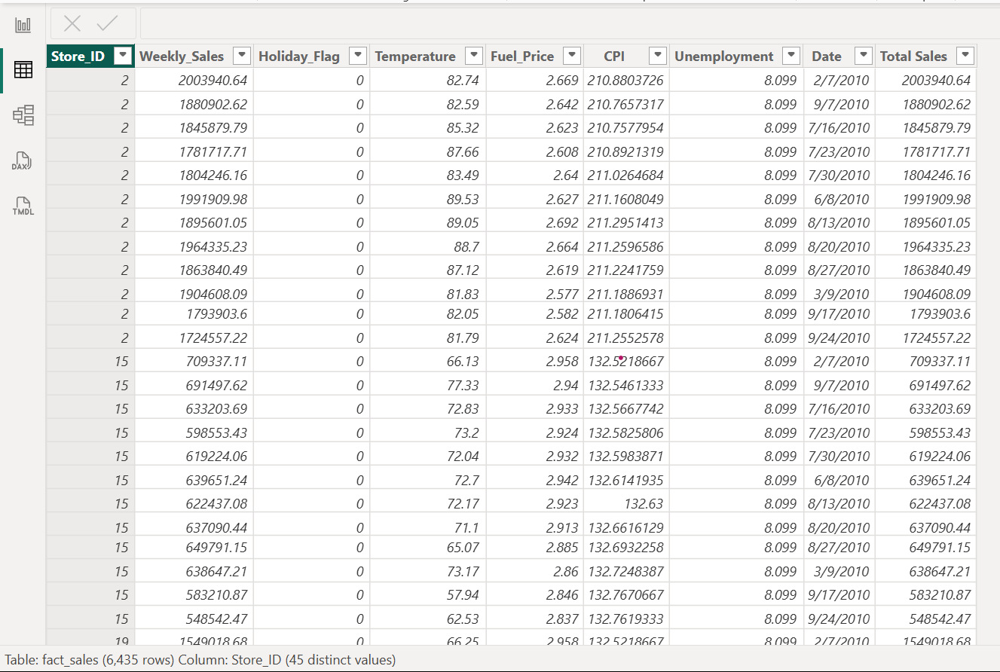 Store_ID Weekly_Sales Holiday_Flag Temperature Fuel_Price CPI Unemployment Date Total Sales
2 2003940.64 0 82.74 2.669 210.8803726 8.099 2/7/2010 2003940.64
2 1880902.62 0 82.59 2.642 210.7657317 8.099 9/7/2010 1880902.62
2 1845879.79 0 85.32 2.623 210.7577954 8.099 7/16/2010 1845879.79
2 1781717.71 0 87.66 2.608 210.8921319 8.099 7/23/2010 1781717.71
2 1804246.16 0 83.49 2.64 211.0264684 8.099 7/30/2010 1804246.16
DAX
2 1991909.98 0 89.53 2.627 211.1608049 8.099 6/8/2010 1991909.98
TMDL
2 1895601.05 0 89.05 2.692 211.2951413 8.099 8/13/2010 1895601.05
2 1964335.23 0 88.7 2.664 211.2596586 8.099 8/20/2010 1964335.23
2 1863840.49 0 87.12 2.619 211.2241759 8.099 8/27/2010 1863840.49
2 1904608.09 0 81.83 2.577 211.1886931 8.099 3/9/2010 1904608.09
2 1793903.6 0 82.05 2.582 211.1806415 8.099 9/17/2010 1793903.6
2 1724557.22 0 81.79 2.624 211.2552578 8.099 9/24/2010 1724557.22
15 709337.11 0 66.13 2.958 132.5218667 8.099 2/7/2010 709337.11
15 691497.62 0 77.33 2.94 132.5461333 8.099 9/7/2010 691497.62
15 633203.69 0 72.83 2.933 132.5667742 8.099 7/16/2010 633203.69
15 598553.43 0 73.2 2.924 132.5825806 8.099 7/23/2010 598553.43
15 619224.06 0 72.04 2.932 132.5983871 8.099 7/30/2010 619224.06
15 639651.24 0 72.7 2.942 132.6141935 8.099 6/8/2010 639651.24
15 622437.08 0 72.17 2.923 132.63 8.099 8/13/2010 622437.08
15 637090.44 0 71.1 2.913 132.6616129 8.099 8/20/2010 637090.44
15 649791.15 0 65.07 2.885 132.6932258 8.099 8/27/2010 649791.15
15 638647.21 0 73.17 2.86 132.7248387 8.099 3/9/2010 638647.21
15 583210.87 0 57.94 2.846 132.7670667 8.099 9/17/2010 583210.87
15 548542.47 0 62.53 2.837 132.7619333 8.099 9/24/2010 548542.47
19 1549018.68 0 66.25 2.958 132.5218667 8.099 2/7/2010 1549018.68
Table: fact_sales (6,435 rows) Column: Store_ID (45 distinct values)